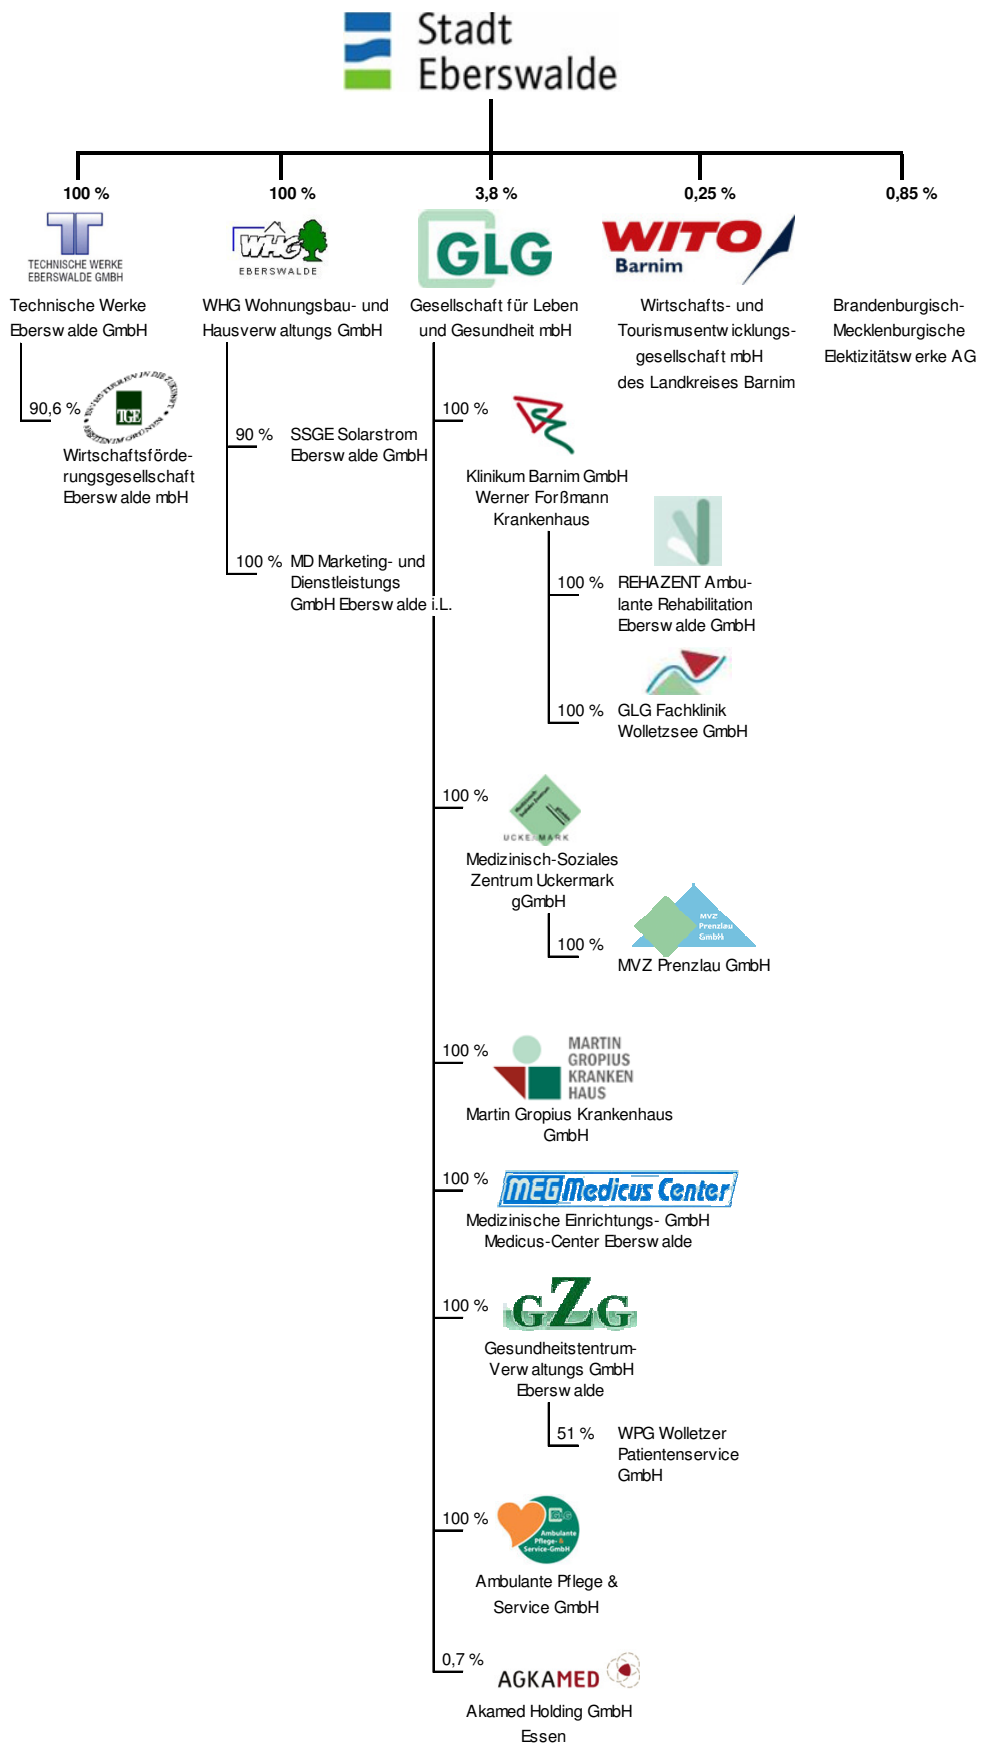 Stadt
Eberswalde
100 %
100 %
3,8 %
0,25 %
0,85 %
TECHNISCHE WERKE
EBERSWALDE GMBH
WHG
EBERSWALDE
GLG
WITO
Barnim
Technische Werke
Eberswalde GmbH
WHG Wohnungsbau- und
Hausverwaltungs GmbH
Gesellschaft für Leben
und Gesundheit mbH
Wirtschafts- und
Tourismusentwicklungs-
gesellschaft mbH
des Landkreises Barnim
Brandenburgisch-
Mecklenburgische
Elektizitätswerke AG
90,6 %
TGE
Wirtschaftsförde-
rungsgesellschaft
Eberswalde mbH
90 %
SSGE Solarstrom
Eberswalde GmbH
100 %
MD Marketing- und
Dienstleistungs
GmbH Eberswalde i.L.
100 %
Klinikum Barnim GmbH
Werner Forßmann
Krankenhaus
100 %
REHAZENT Ambu-
lante Rehabilitation
Eberswalde GmbH
100 %
GLG Fachklinik
Wolletzsee GmbH
100 %
UCKERMARK
Medizinisch-Soziales
Zentrum Uckermark
gGmbH
100 %
MVZ
Prenzlau
GmbH
MVZ Prenzlau GmbH
100 %
MARTIN
GROPIUS
KRANKEN
HAUS
Martin Gropius Krankenhaus
GmbH
100 %
MEG Medicus Center
Medizinische Einrichtungs- GmbH
Medicus-Center Eberswalde
100 %
GZG
Gesundheitstentrum-
Verwaltungs GmbH
Eberswalde
51 %
WPG Wolletzer
Patientenservice
GmbH
100 %
GLG
Ambulante
Pflege- &
Service-GmbH
Ambulante Pflege &
Service GmbH
0,7 %
AGKAMED
Akamed Holding GmbH
Essen